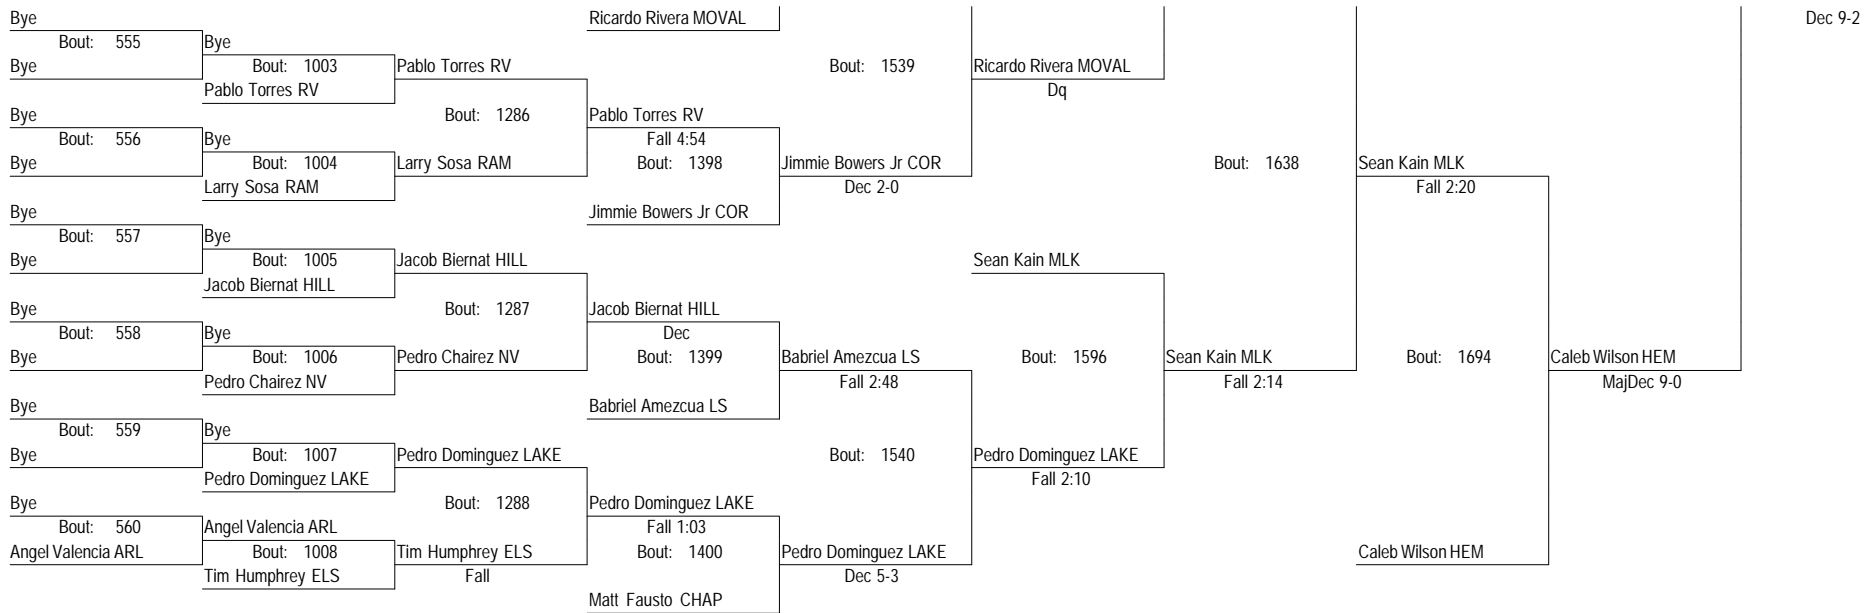 Bye
Ricardo Rivera MOVAL
Dec 9-2
Bout: 555
Bye
Bye
Bout: 1003
Pablo Torres RV
Bout: 1539
Ricardo Rivera MOVAL
Pablo Torres RV
Dq
Bye
Bout: 1286
Pablo Torres RV
Bout: 556
Bye
Fall 4:54
Bye
Bout: 1004
Larry Sosa RAM
Bout: 1398
Jimmie Bowers Jr COR
Bout: 1638
Sean Kain MLK
Larry Sosa RAM
Dec 2-0
Fall 2:20
Bye
Jimmie Bowers Jr COR
Bout: 557
Bye
Bye
Bout: 1005
Jacob Biernat HILL
Sean Kain MLK
Jacob Biernat HILL
Bye
Bout: 1287
Jacob Biernat HILL
Bout: 558
Bye
Dec
Bye
Bout: 1006
Pedro Chairez NV
Bout: 1399
Babriel Amezcua LS
Bout: 1596
Sean Kain MLK
Bout: 1694
Caleb Wilson HEM
Pedro Chairez NV
Fall 2:48
Fall 2:14
MajDec 9-0
Bye
Babriel Amezcua LS
Bout: 559
Bye
Bye
Bout: 1007
Pedro Dominguez LAKE
Bout: 1540
Pedro Dominguez LAKE
Pedro Dominguez LAKE
Fall 2:10
Bye
Bout: 1288
Pedro Dominguez LAKE
Bout: 560
Angel Valencia ARL
Fall 1:03
Angel Valencia ARL
Bout: 1008
Tim Humphrey ELS
Bout: 1400
Pedro Dominguez LAKE
Caleb Wilson HEM
Tim Humphrey ELS
Fall
Dec 5-3
Matt Fausto CHAP